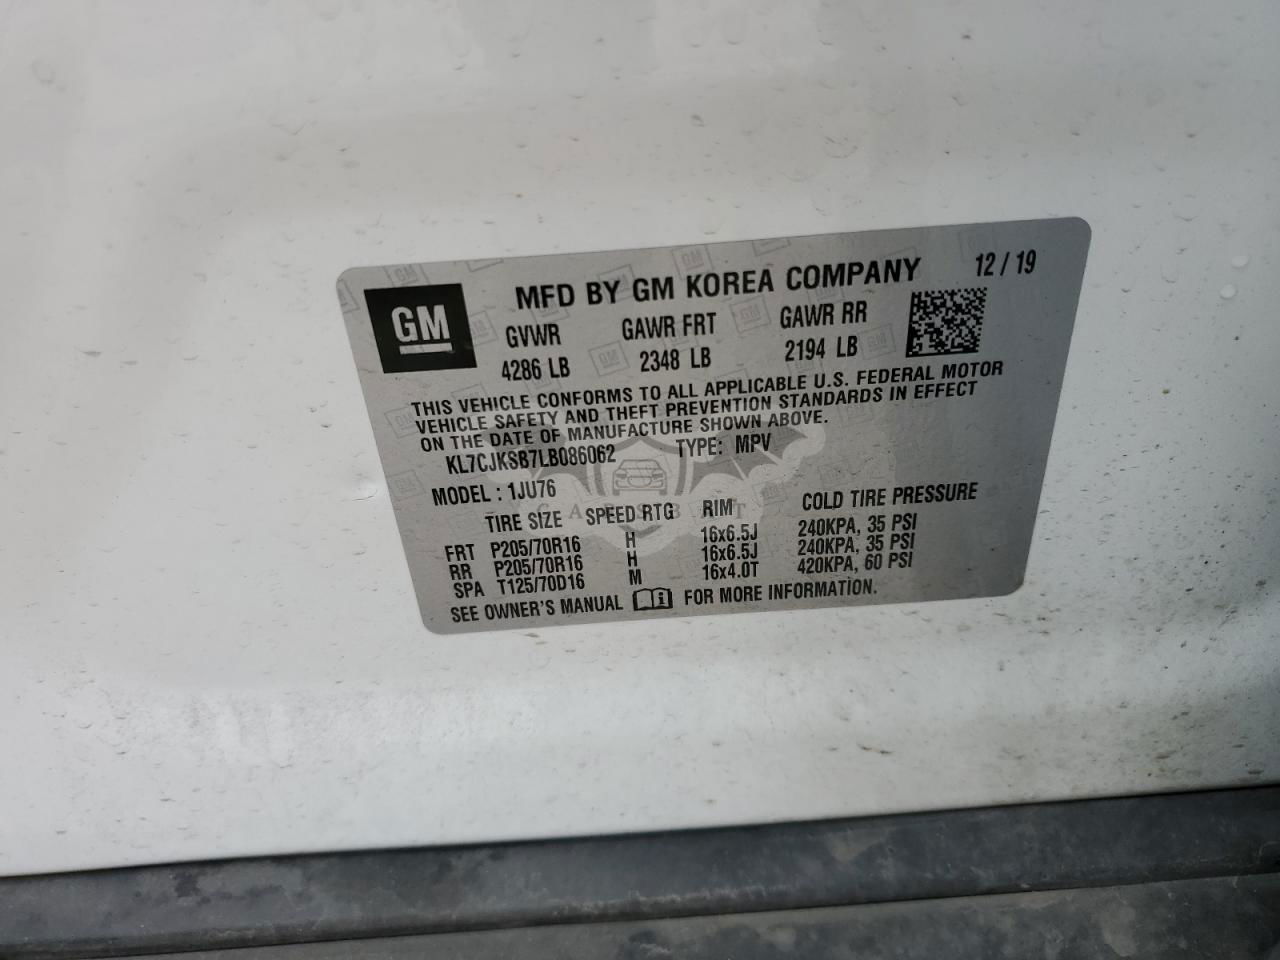 GM
MFD BY GM KOREA COMPANY 12 / 19
GVWR GAWR FRT GAWR RR
4286 LB 2348 LB 2194 LB
THIS VEHICLE CONFORMS TO ALL APPLICABLE U.S. FEDERAL MOTOR
VEHICLE SAFETY AND THEFT PREVENTION STANDARDS IN EFFECT
ON THE DATE OF MANUFACTURE SHOWN ABOVE.
KL7CJKSB7LB086062 TYPE: MPV
MODEL : 1JU76
TIRE SIZE SPEED RTG RIM COLD TIRE PRESSURE
FRT P205/70R16 H 16x6.5J 240KPA, 35 PSI
RR P205/70R16 H 16x6.5J 240KPA, 35 PSI
SPA T125/70D16 M 16x4.0T 420KPA, 60 PSI
SEE OWNER'S MANUAL FOR MORE INFORMATION.